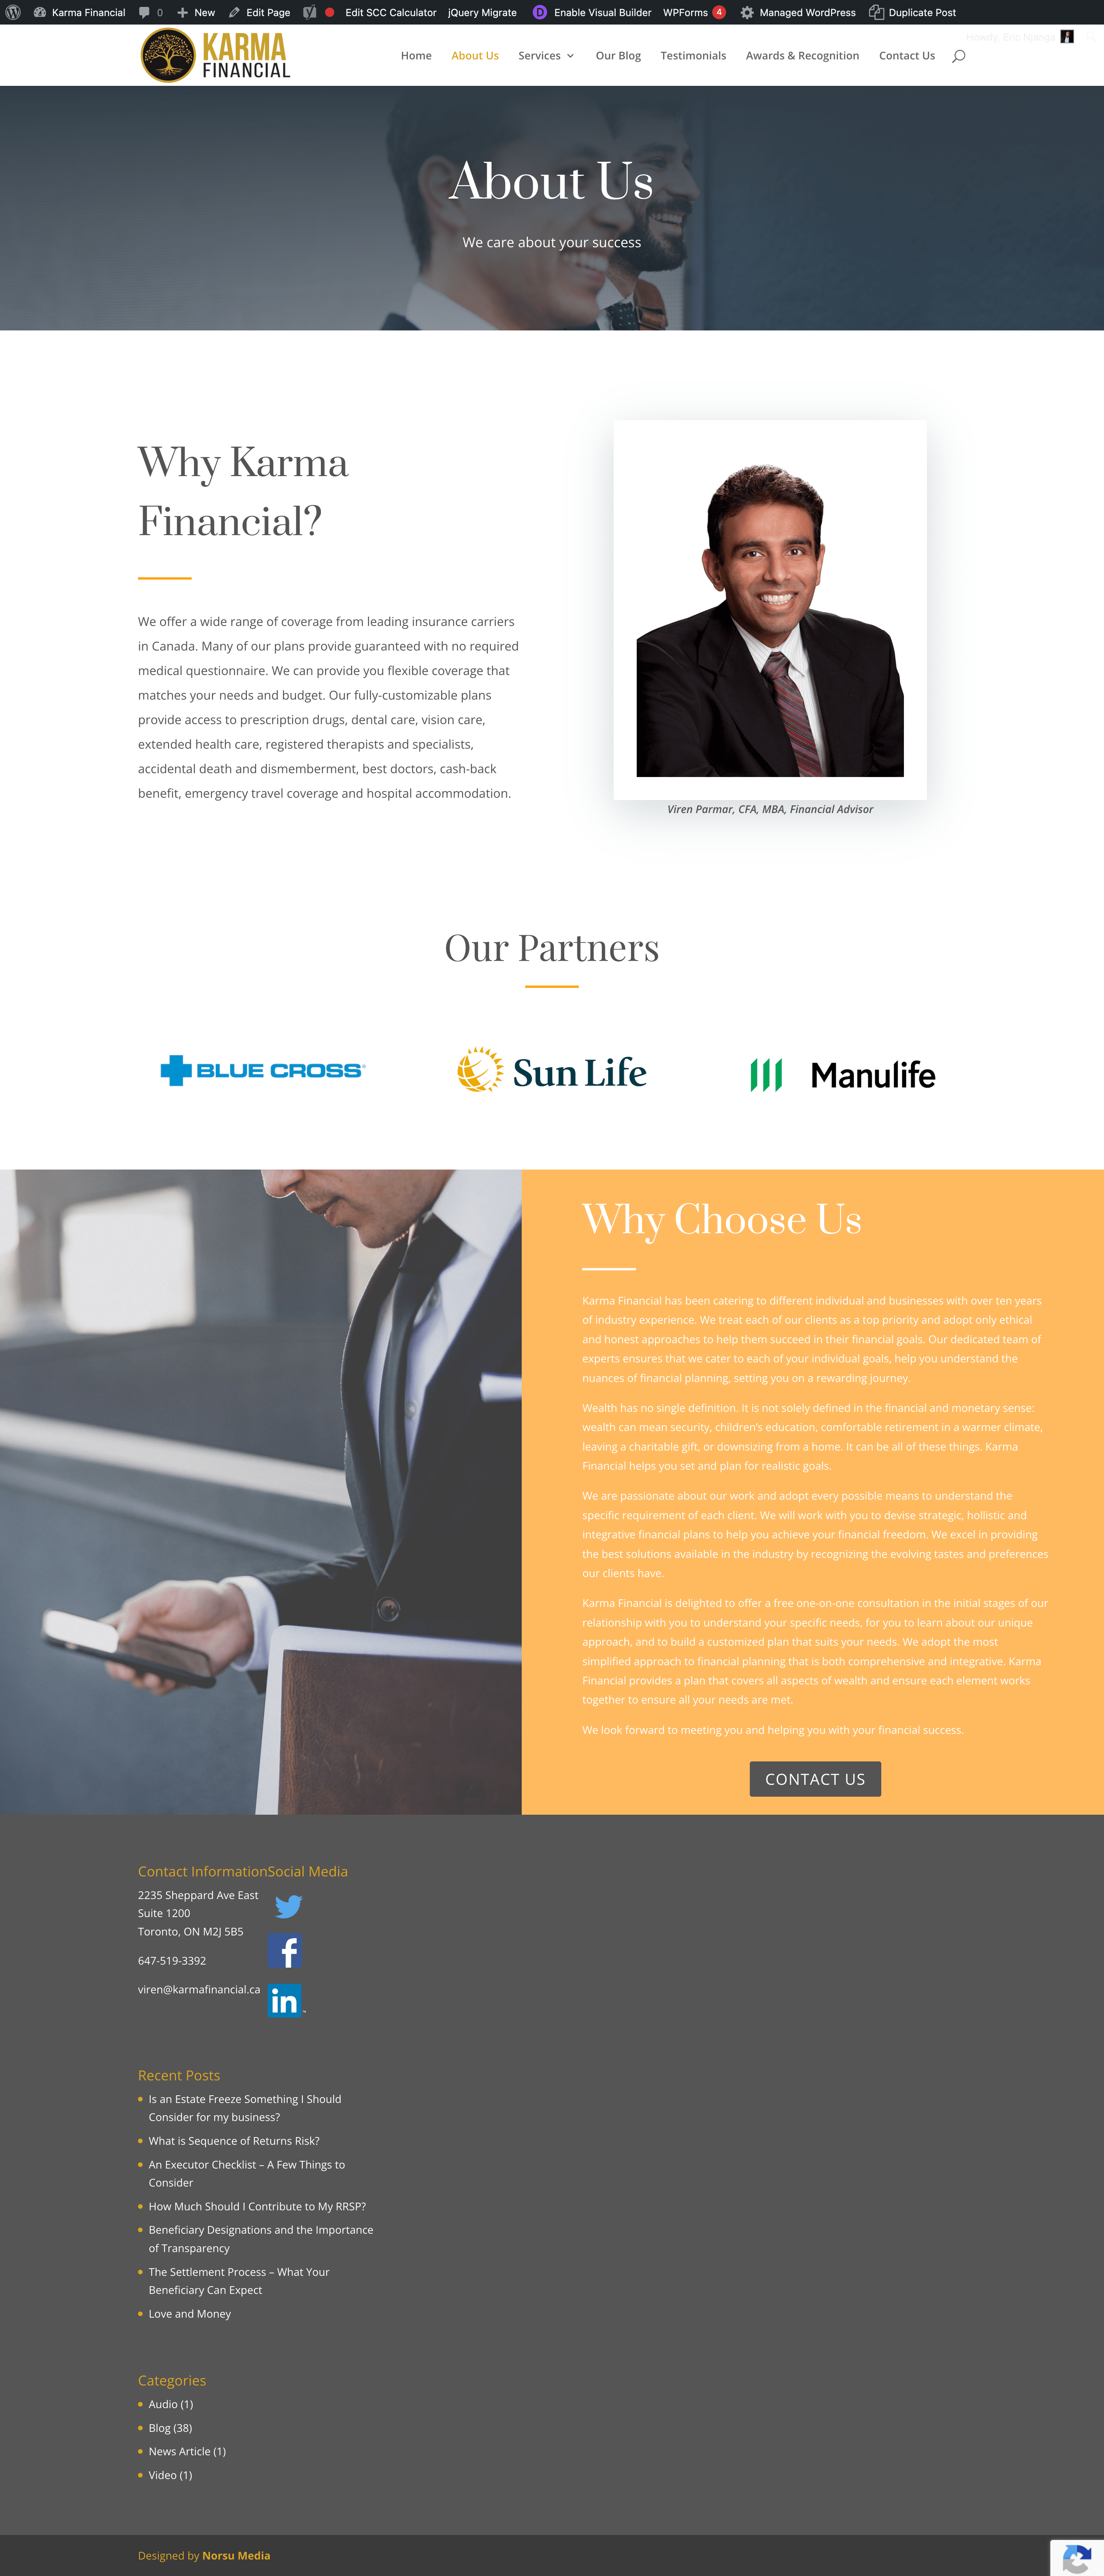 Karma Financial 0 New Edit Page Edit SCC Calculator jQuery Migrate D Enable Visual Builder WPForms 4 Managed WordPress Duplicate Post
Howdy, Eric Njanga
KARMA
FINANCIAL
Home About Us Services Our Blog Testimonials Awards & Recognition Contact Us
About Us
We care about your success
Why Karma
Financial?
We offer a wide range of coverage from leading insurance carriers
in Canada. Many of our plans provide guaranteed with no required
medical questionnaire. We can provide you flexible coverage that
matches your needs and budget. Our fully-customizable plans
provide access to prescription drugs, dental care, vision care,
extended health care, registered therapists and specialists,
accidental death and dismemberment, best doctors, cash-back
benefit, emergency travel coverage and hospital accommodation.
Viren Parmar, CFA, MBA, Financial Advisor
Our Partners
BLUE CROSS®
Sun Life
Manulife
Why Choose Us
Karma Financial has been catering to different individual and businesses with over ten years
of industry experience. We treat each of our clients as a top priority and adopt only ethical
and honest approaches to help them succeed in their financial goals. Our dedicated team of
experts ensures that we cater to each of your individual goals, help you understand the
nuances of financial planning, setting you on a rewarding journey.
Wealth has no single definition. It is not solely defined in the financial and monetary sense:
wealth can mean security, children's education, comfortable retirement in a warmer climate,
leaving a charitable gift, or downsizing from a home. It can be all of these things. Karma
Financial helps you set and plan for realistic goals.
We are passionate about our work and adopt every possible means to understand the
specific requirement of each client. We will work with you to devise strategic, hollistic and
integrative financial plans to help you achieve your financial freedom. We excel in providing
the best solutions available in the industry by recognizing the evolving tastes and preferences
our clients have.
Karma Financial is delighted to offer a free one-on-one consultation in the initial stages of our
relationship with you to understand your specific needs, for you to learn about our unique
approach, and to build a customized plan that suits your needs. We adopt the most
simplified approach to financial planning that is both comprehensive and integrative. Karma
Financial provides a plan that covers all aspects of wealth and ensure each element works
together to ensure all your needs are met.
We look forward to meeting you and helping you with your financial success.
CONTACT US
Contact Information
2235 Sheppard Ave East
Suite 1200
Toronto, ON M2J 5B5
647-519-3392
viren@karmafinancial.ca
Social Media
f
in
Recent Posts
Is an Estate Freeze Something I Should
Consider for my business?
What is Sequence of Returns Risk?
An Executor Checklist – A Few Things to
Consider
How Much Should I Contribute to My RRSP?
Beneficiary Designations and the Importance
of Transparency
The Settlement Process – What Your
Beneficiary Can Expect
Love and Money
Categories
Audio (1)
Blog (38)
News Article (1)
Video (1)
Designed by Norsu Media